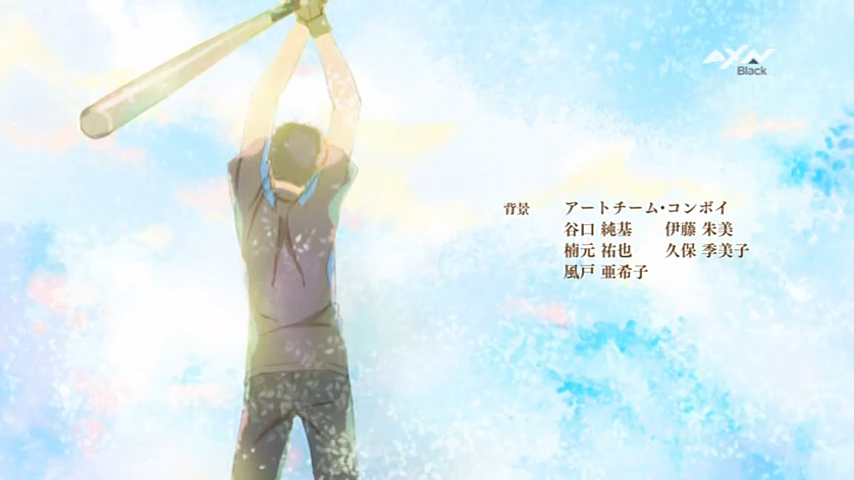 AXN
Black
背景 アートチーム・コンボイ
谷口 純基 伊藤 朱美
楠元 祐也 久保 季美子
風戸 亜希子